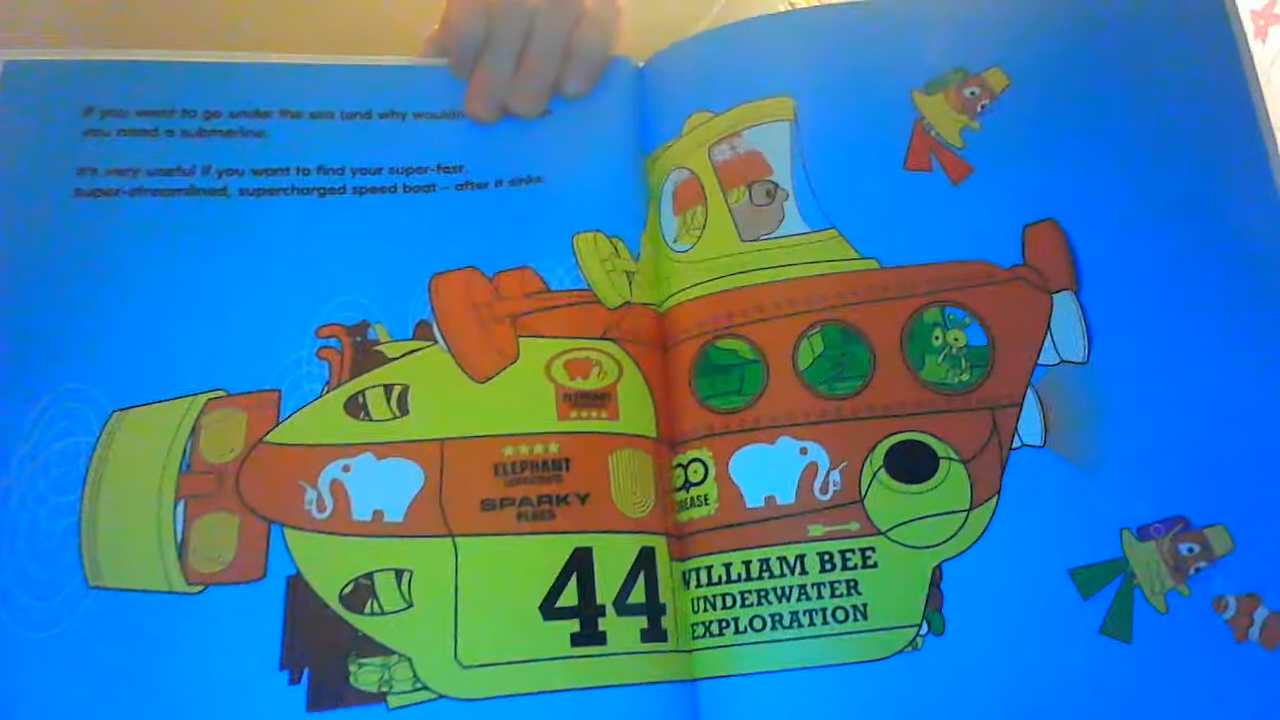 If you want to go under the sea (and why
you need a submarine.
It's very useful if you want to find your super-fast,
super-streamlined, supercharged speed boat – after it sinks.
ELEPHANT
ELEPHANT
SPARKY
PLUGS
44
WILLIAM BEE
UNDERWATER
EXPLORATION